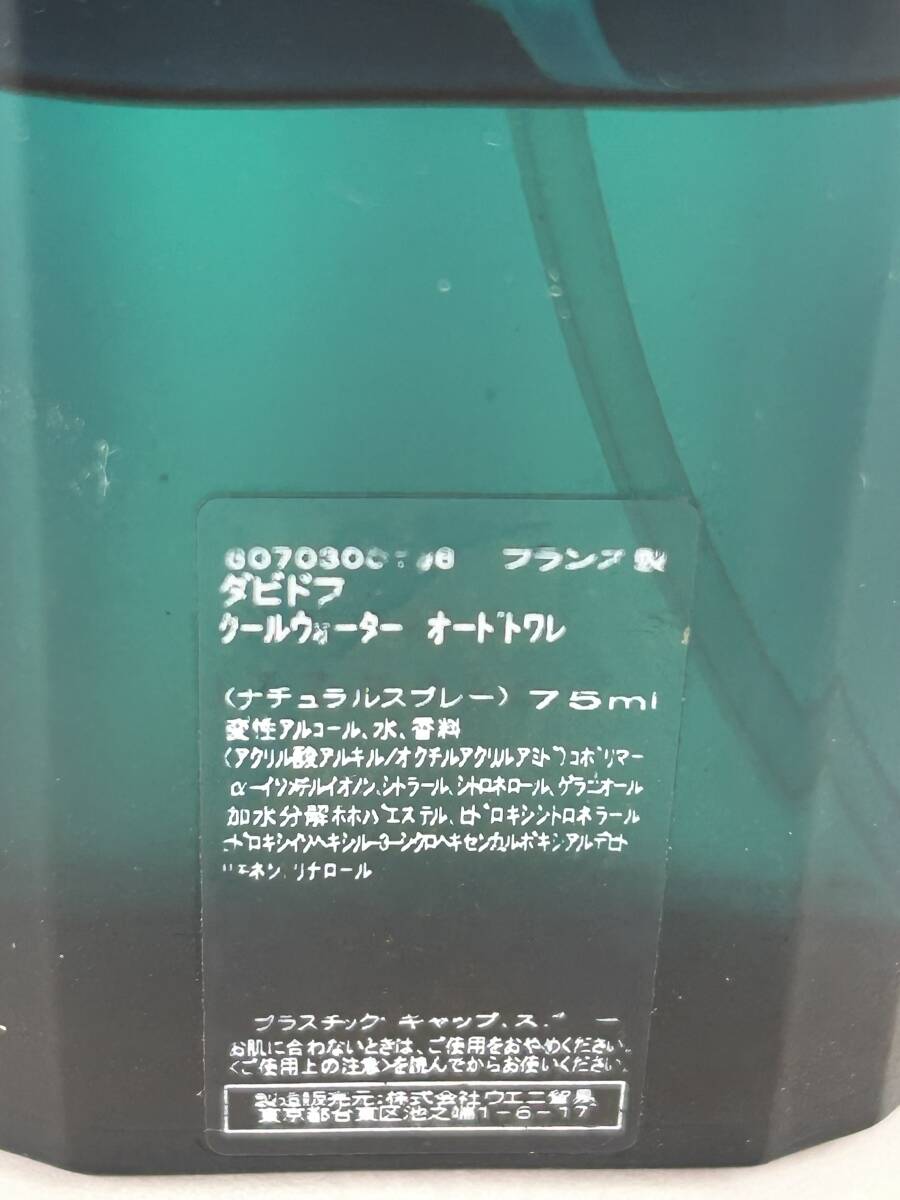 フランス製
ダビドフ
クールウォーター オードトワレ
(ナチュラルスプレー) 75ml
変性アルコール、水、香料
(アクリル酸アルキル/オクチルアクリルアミド)コポリマー
α-イソメチルイオノン、シトラール、シトロネロール、ゲラニオール
加水分解ホホバエステル、ヒドロキシシトロネラール
ヒドロキシイソヘキシル-3-シクロヘキセンカルボキシアルデヒド
リモネン、リナロール
プラスチック キャップ、
お肌に合わないときは、ご使用をおやめください。
<ご使用上の注意>を読んでからお使いください。
製造販売元:株式会社ウエニ貿易
東京都台東区池之端1-6-17